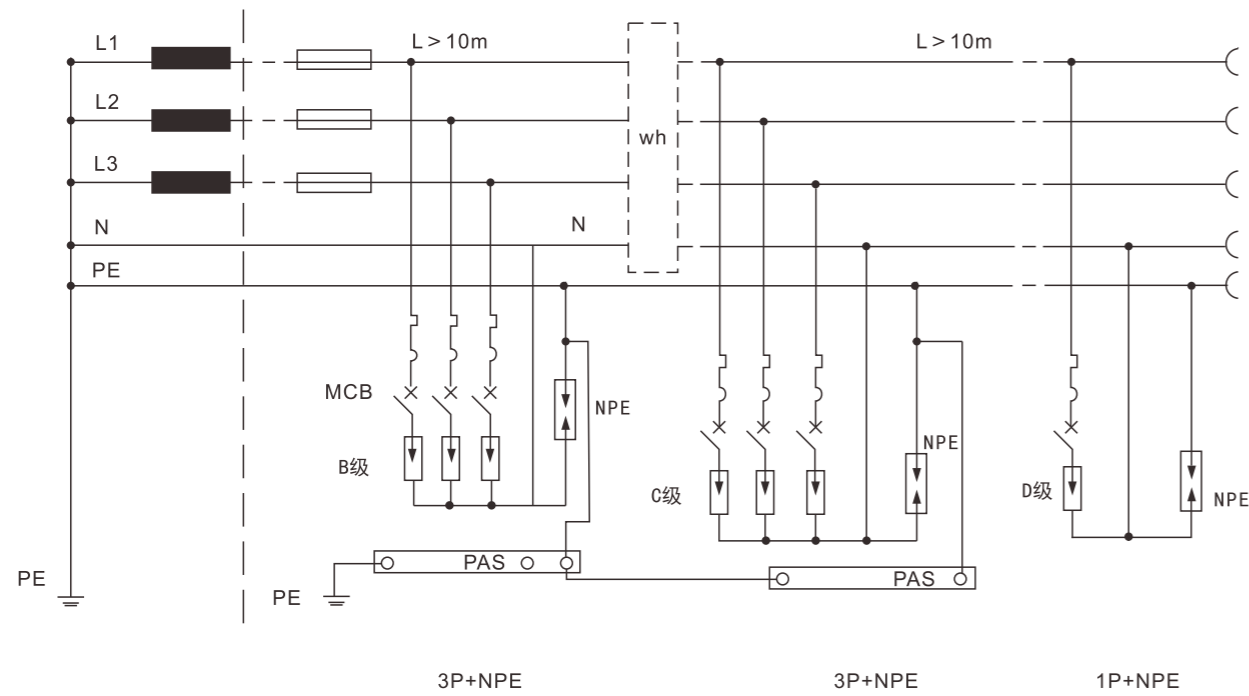 L1
L>10m
L>10m
L2
wh
L3
N
N
PE
MCB
NPE
B级
NPE
C级
D级
NPE
PAS
PAS
PE
PE
3P+NPE
3P+NPE
1P+NPE